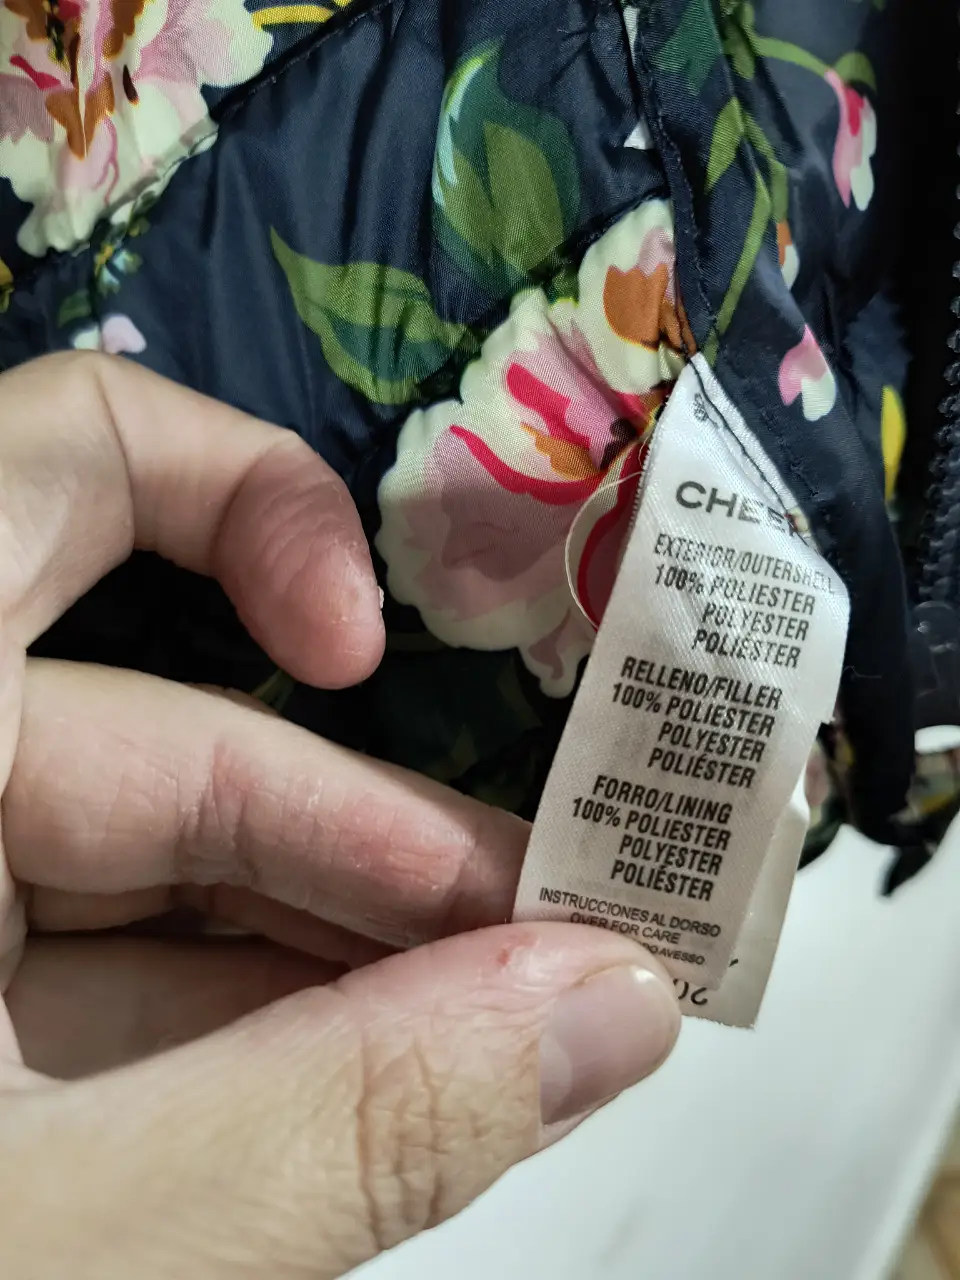 EXTERIOR/OUTERSHELL
100% POLIESTER
POLYESTER
POLIÉSTER
RELLENO/FILLER
100% POLIESTER
POLYESTER
POLIÉSTER
FORRO/LINING
100% POLIESTER
POLYESTER
POLIÉSTER
INSTRUCCIONES AL DORSO
OVER FOR CARE
AVESSO